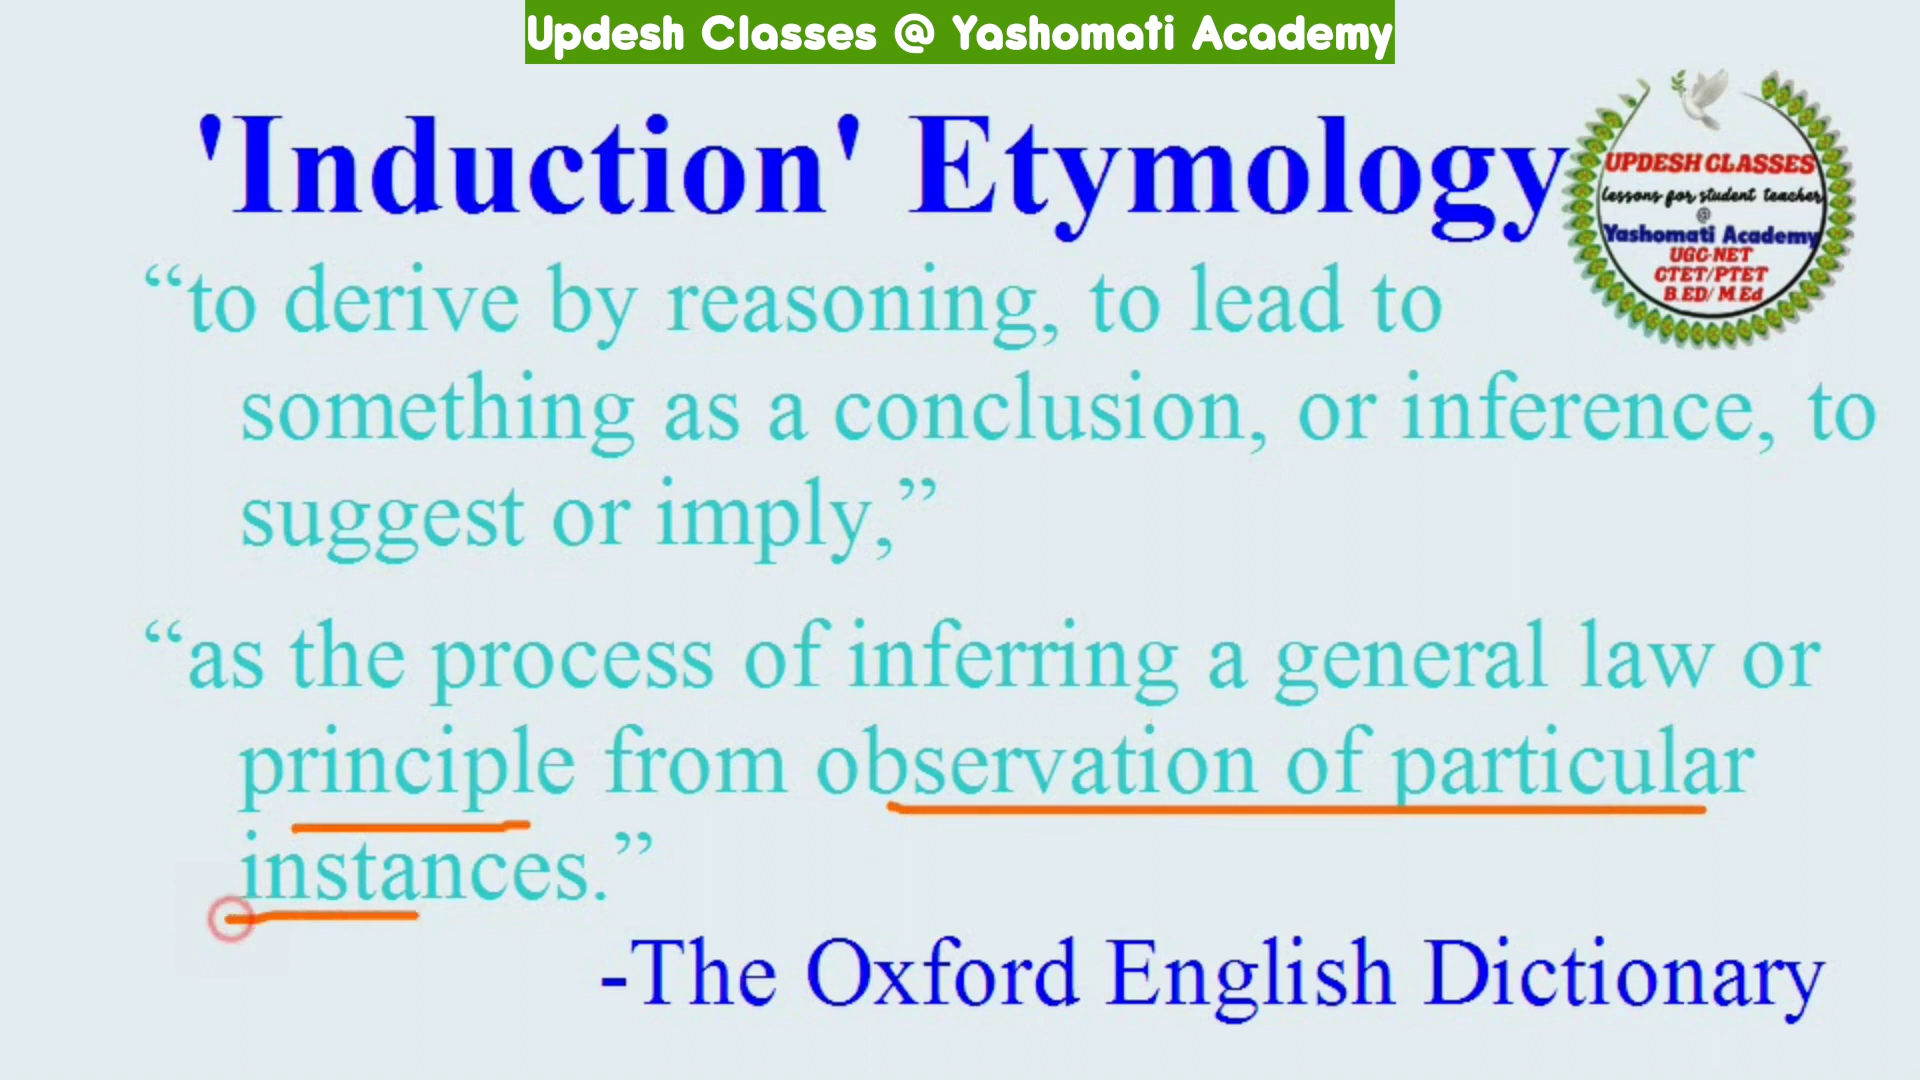 Updesh Classes @ Yashomati Academy
'Induction' Etymology
UPDESH CLASSES
lessons for student teacher
@
Yashomati Academy
UGC-NET
CTET/PTET
B.ED/ M.Ed
“to derive by reasoning, to lead to
something as a conclusion, or inference, to
suggest or imply,”
“as the process of inferring a general law or
principle from observation of particular
instances.”
-The Oxford English Dictionary